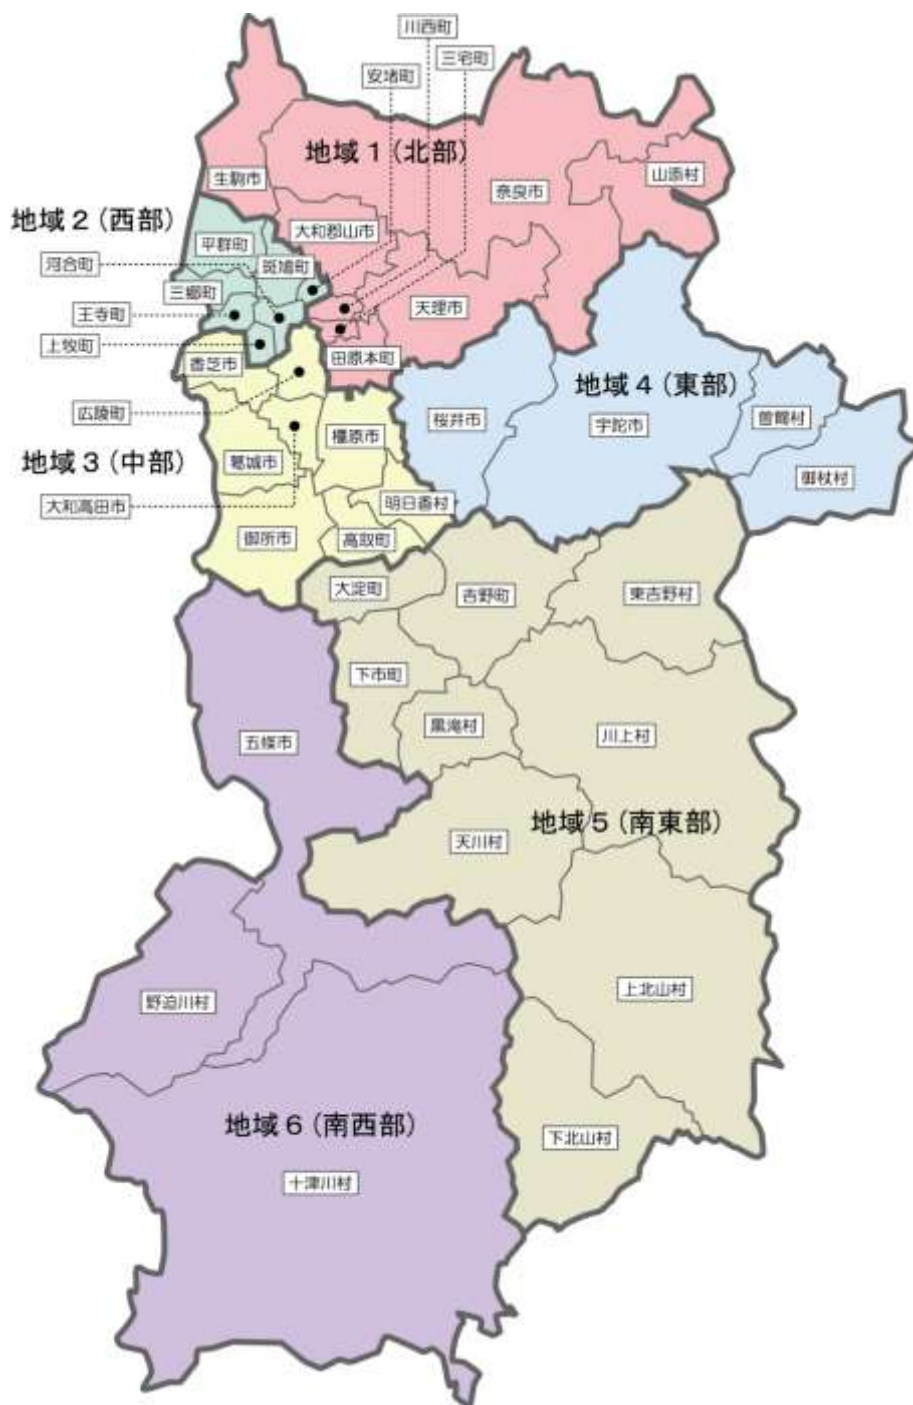 川西町
三宅町
安堵町
地域1(北部)
山添村
生駒市
奈良市
地域2(西部)
大和郡山市
平群町
河合町
斑鳩町
三郷町
天理市
王寺町
上牧町
田原本町
香芝市
地域4(東部)
広陵町
桜井市
宇陀市
曽爾村
橿原市
地域3(中部)
葛城市
御杖村
大和高田市
明日香村
御所市
高取町
大淀町
吉野町
東吉野村
下市町
黒滝村
川上村
五條市
地域5(南東部)
天川村
上北山村
野迫川村
地域6(南西部)
下北山村
十津川村